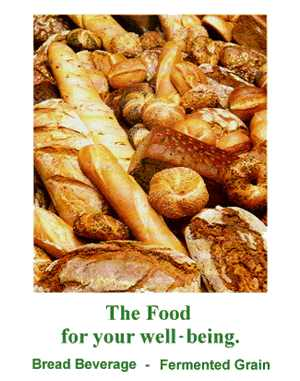 The Food
for your well-being.
Bread Beverage - Fermented Grain